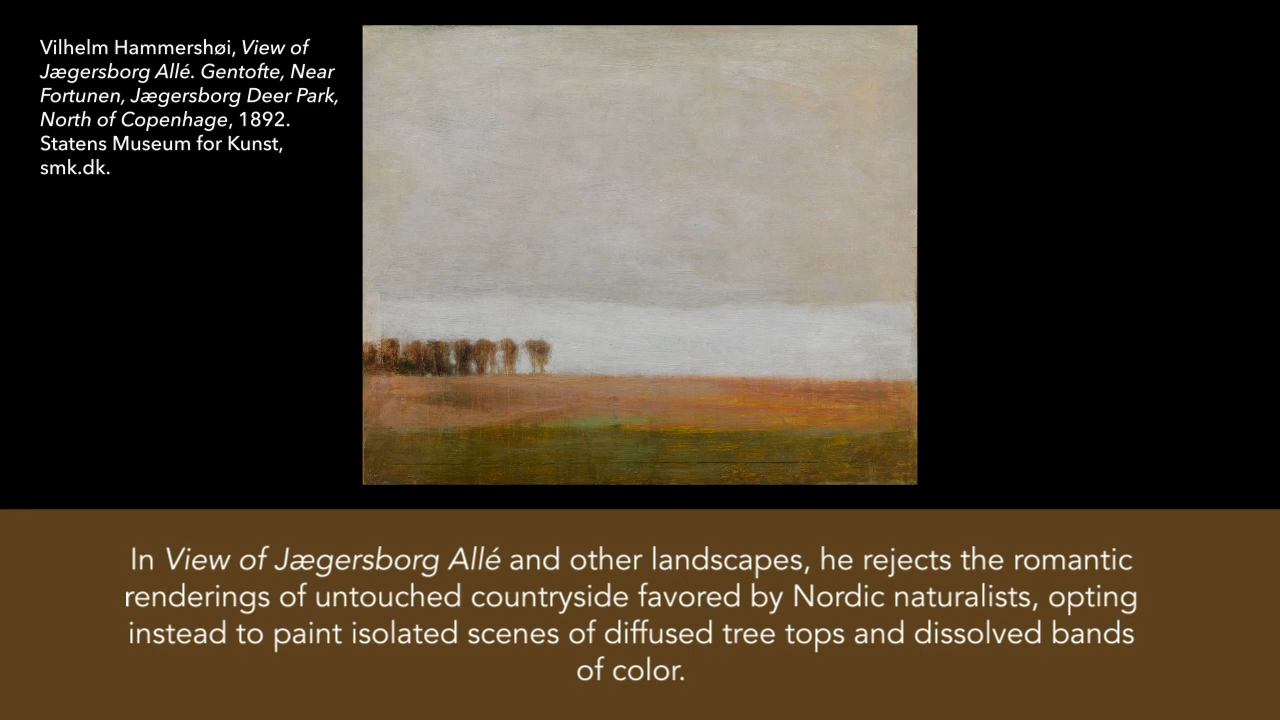 Vilhelm Hammershøi, View of
Jægersborg Allé. Gentofte, Near
Fortunen, Jægersborg Deer Park,
North of Copenhage, 1892.
Statens Museum for Kunst,
smk.dk.
In View of Jægersborg Allé and other landscapes, he rejects the romantic
renderings of untouched countryside favored by Nordic naturalists, opting
instead to paint isolated scenes of diffused tree tops and dissolved bands
of color.